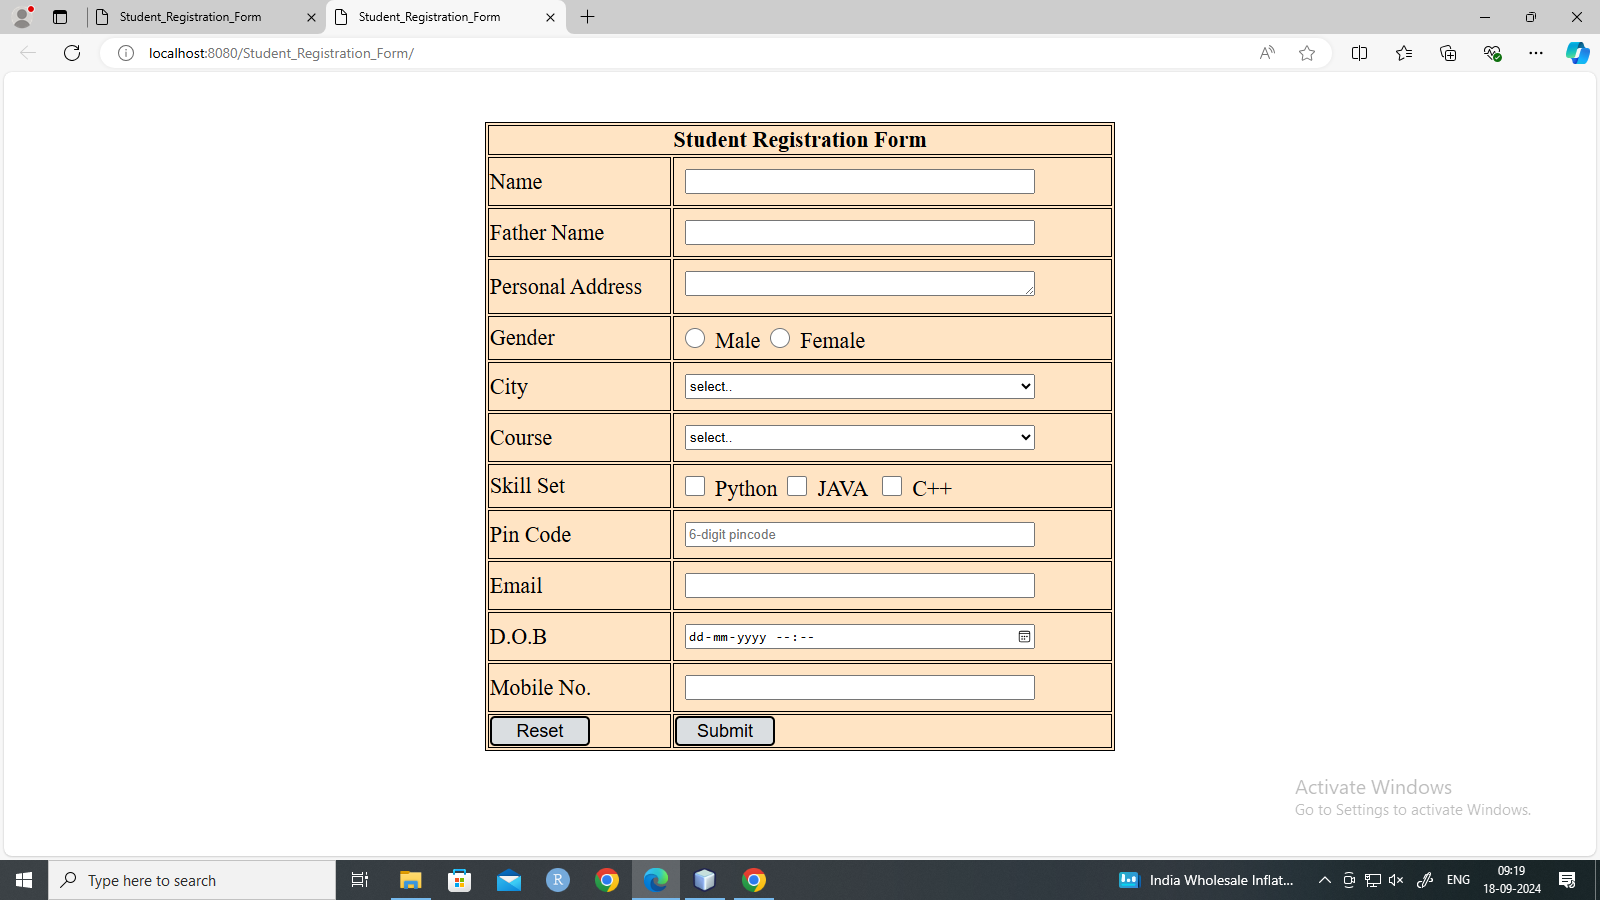 Student_Registration_Form
Student_Registration_Form
localhost:8080/Student_Registration_Form/
Student Registration Form
Name
Father Name
Personal Address
Gender Male Female
City select..
Course select..
Skill Set Python JAVA C++
Pin Code 6-digit pincode
Email
D.O.B dd-mm-yyyy --:--
Mobile No.
Reset Submit
Activate Windows
Go to Settings to activate Windows.
Type here to search
R
India Wholesale Inflat...
ENG
09:19
18-09-2024